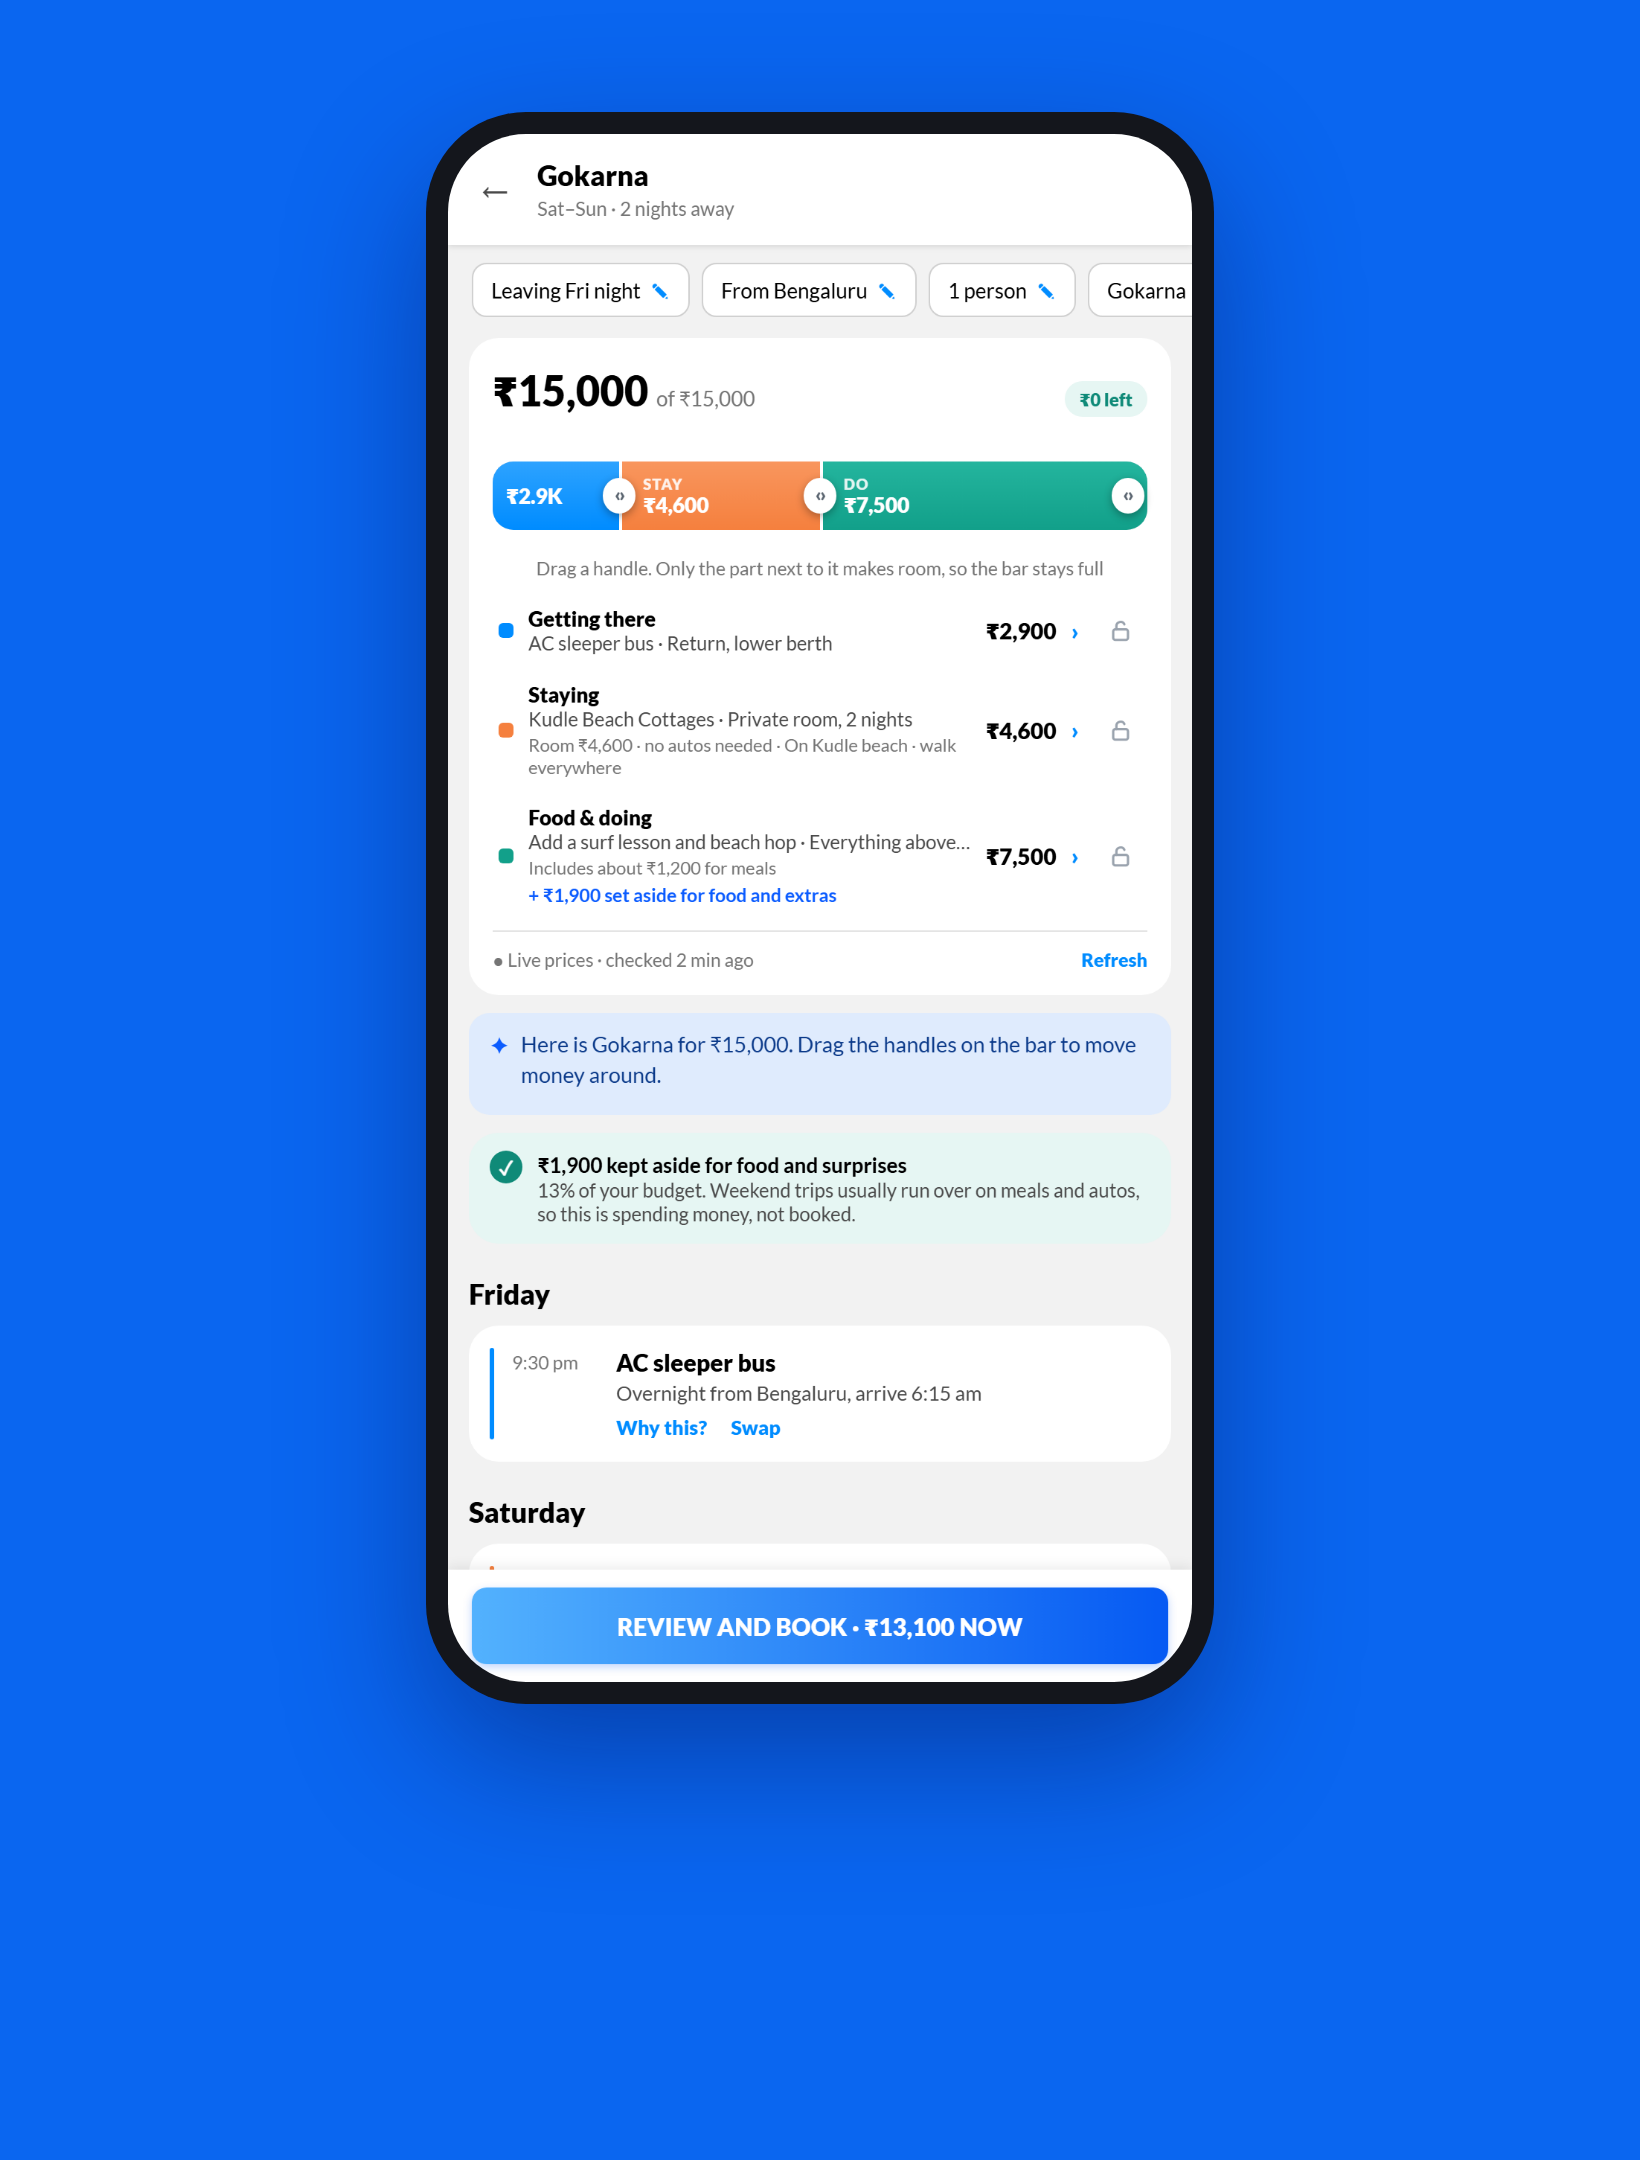 Gokarna
Sat–Sun · 2 nights away
Leaving Fri night
From Bengaluru
1 person
Gokarna
₹15,000 of ₹15,000
₹0 left
₹2.9K
STAY
₹4,600
DO
₹7,500
Drag a handle. Only the part next to it makes room, so the bar stays full
Getting there
AC sleeper bus · Return, lower berth
₹2,900 ›
Staying
Kudle Beach Cottages · Private room, 2 nights
Room ₹4,600 · no autos needed · On Kudle beach · walk
everywhere
₹4,600 ›
Food & doing
Add a surf lesson and beach hop · Everything above...
Includes about ₹1,200 for meals
+ ₹1,900 set aside for food and extras
₹7,500 ›
● Live prices · checked 2 min ago
Refresh
Here is Gokarna for ₹15,000. Drag the handles on the bar to move
money around.
₹1,900 kept aside for food and surprises
13% of your budget. Weekend trips usually run over on meals and autos,
so this is spending money, not booked.
Friday
9:30 pm
AC sleeper bus
Overnight from Bengaluru, arrive 6:15 am
Why this? Swap
Saturday
REVIEW AND BOOK · ₹13,100 NOW